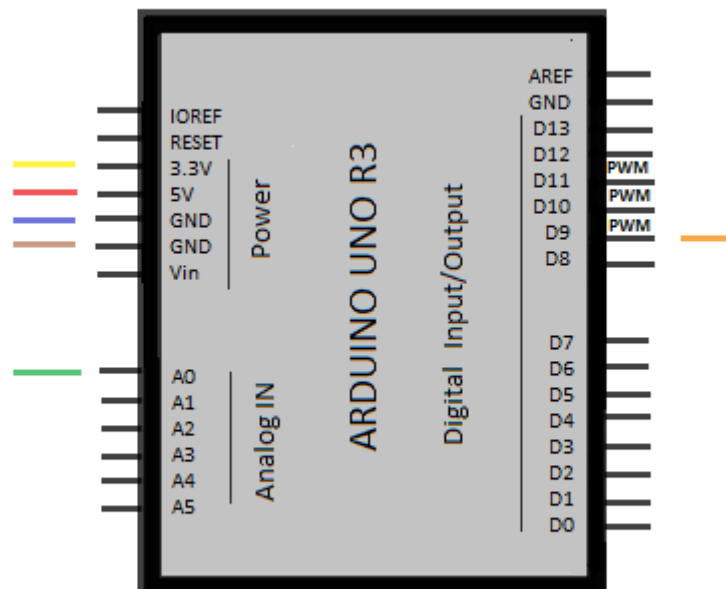 IOREF
RESET
3.3V
5V
GND
GND
Vin
Power
A0
A1
A2
A3
A4
A5
Analog IN
ARDUINO UNO R3
Digital Input/Output
AREF
GND
D13
D12
PWM
D11
PWM
D10
PWM
D9
D8
D7
D6
D5
D4
D3
D2
D1
D0